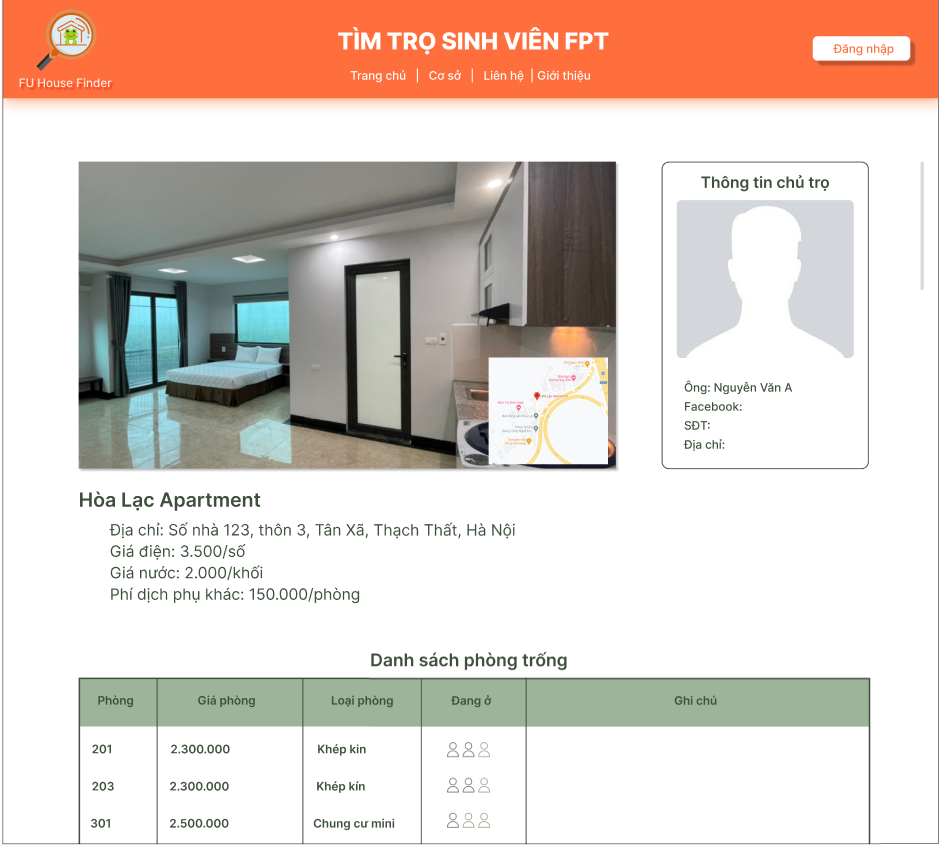 TÌM TRỌ SINH VIÊN FPT
Đăng nhập
Trang chủ | Cơ sở | Liên hệ | Giới thiệu
FU House Finder
Thông tin chủ trọ
Ông: Nguyễn Văn A
Facebook:
SĐT:
Địa chỉ:
Hòa Lạc Apartment
Địa chỉ: Số nhà 123, thôn 3, Tân Xã, Thạch Thất, Hà Nội
Giá điện: 3.500/số
Giá nước: 2.000/khối
Phí dịch phụ khác: 150.000/phòng
Danh sách phòng trống
Phòng Giá phòng Loại phòng Đang ở Ghi chú
201 2.300.000 Khép kin
203 2.300.000 Khép kín
301 2.500.000 Chung cư mini